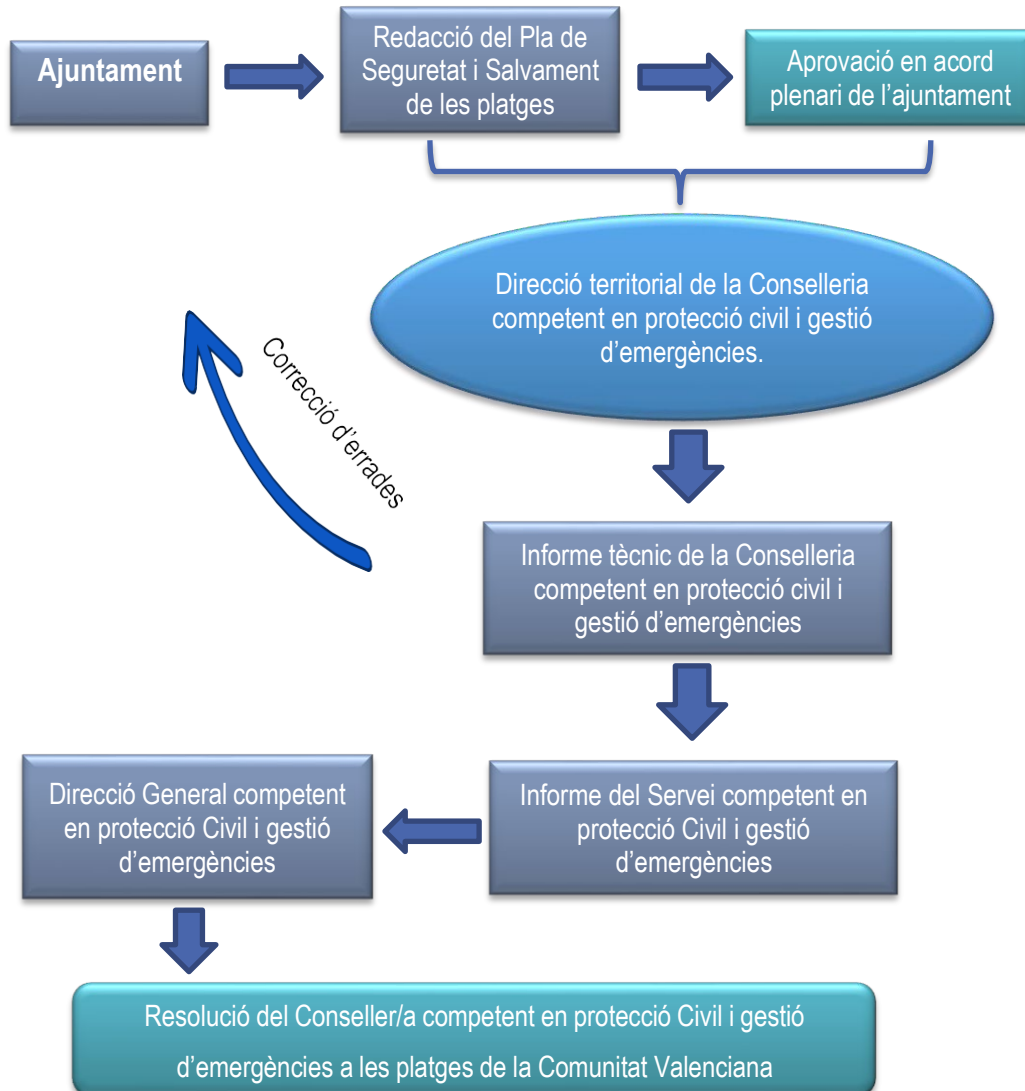 Ajuntament
Redacció del Pla de
Seguretat i Salvament
de les platges
Aprovació en acord
plenari de l’ajuntament
Direcció territorial de la Conselleria
competent en protecció civil i gestió
d’emergències.
Correcció d’errades
Informe tècnic de la Conselleria
competent en protecció civil i
gestió d’emergències
Informe del Servei competent en
protecció Civil i gestió
d’emergències
Direcció General competent
en protecció Civil i gestió
d’emergències
Resolució del Conseller/a competent en protecció Civil i gestió
d’emergències a les platges de la Comunitat Valenciana